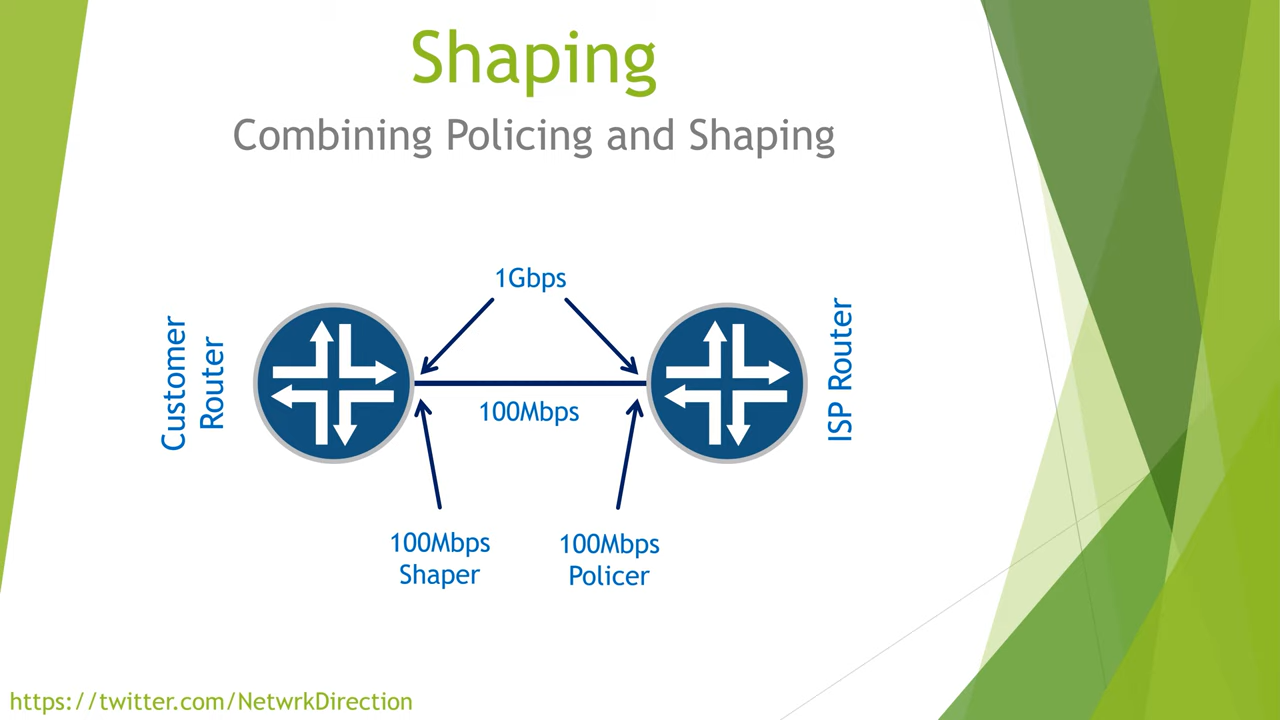 Shaping
Combining Policing and Shaping
1Gbps
Customer
Router
ISP Router
100Mbps
100Mbps
Shaper
100Mbps
Policer
https://twitter.com/NetwrkDirection